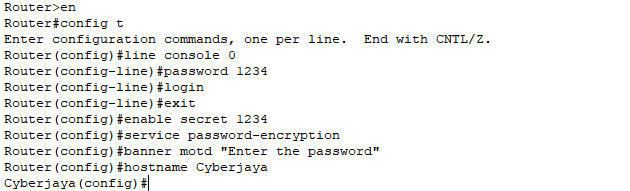 Router>en
Router#config t
Enter configuration commands, one per line.  End with CNTL/Z.
Router(config)#line console 0
Router(config-line)#password 1234
Router(config-line)#login
Router(config-line)#exit
Router(config)#enable secret 1234
Router(config)#service password-encryption
Router(config)#banner motd "Enter the password"
Router(config)#hostname Cyberjaya
Cyberjaya(config)#